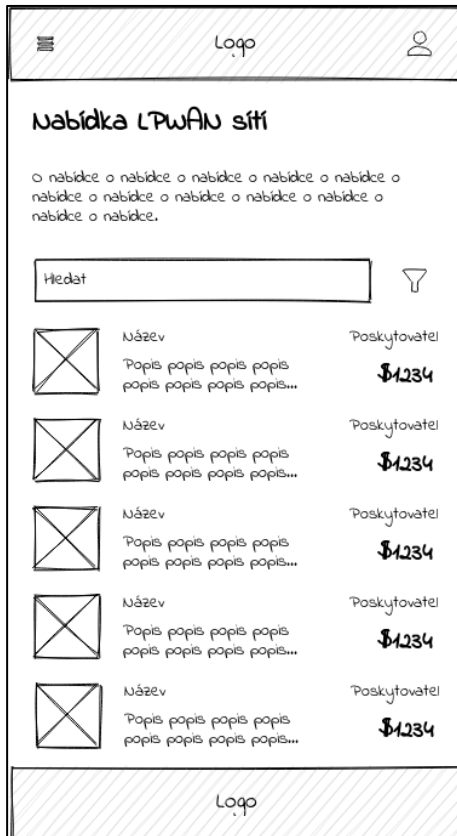 Logo
Nabídka LPWAN sítí
O nabídce o nabídce o nabídce o nabídce o
nabídce o nabídce o nabídce o nabídce o
nabídce o nabídce.
Hledat
Název Poskytovatel
Popis popis popis popis
popis popis popis popis...
$1234
Název Poskytovatel
Popis popis popis popis
popis popis popis popis...
$1234
Název Poskytovatel
Popis popis popis popis
popis popis popis popis...
$1234
Název Poskytovatel
Popis popis popis popis
popis popis popis popis...
$1234
Název Poskytovatel
Popis popis popis popis
popis popis popis popis...
$1234
Logo